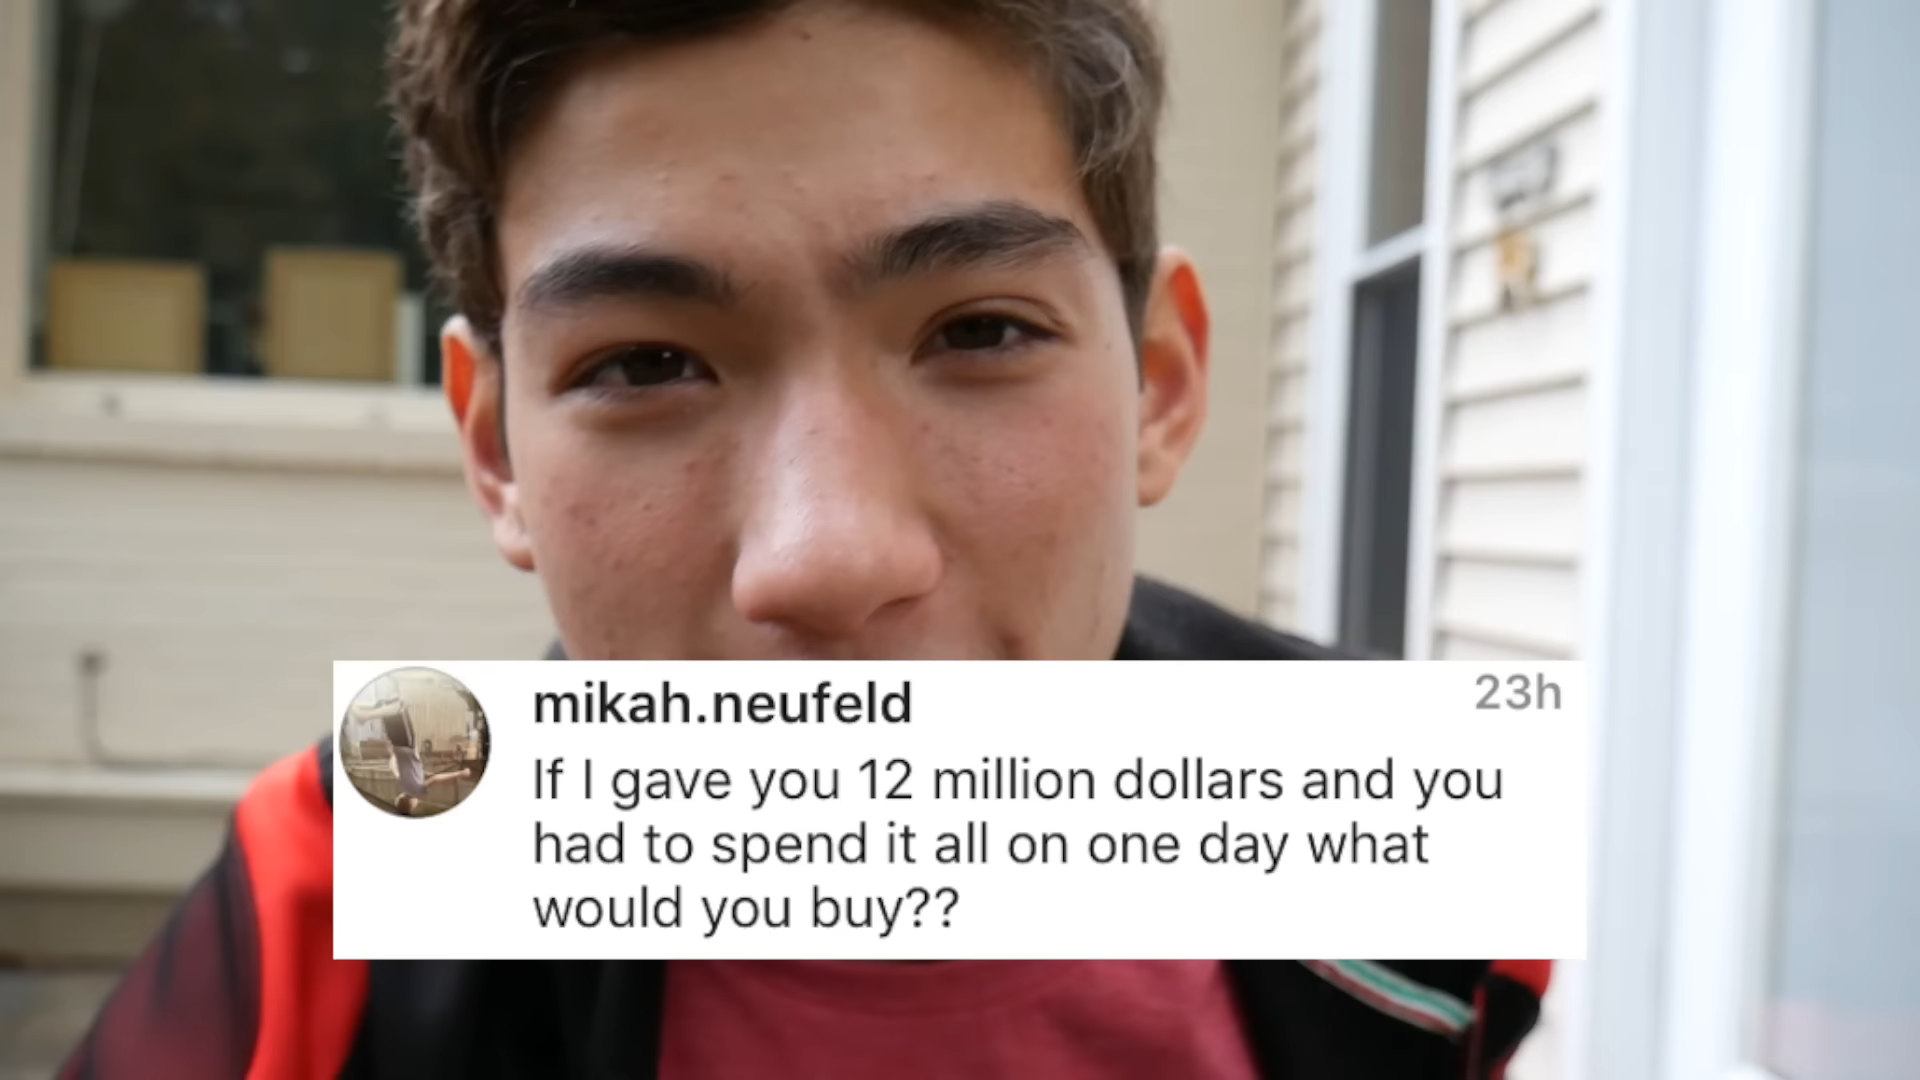 mikah.neufeld
23h
If I gave you 12 million dollars and you
had to spend it all on one day what
would you buy??